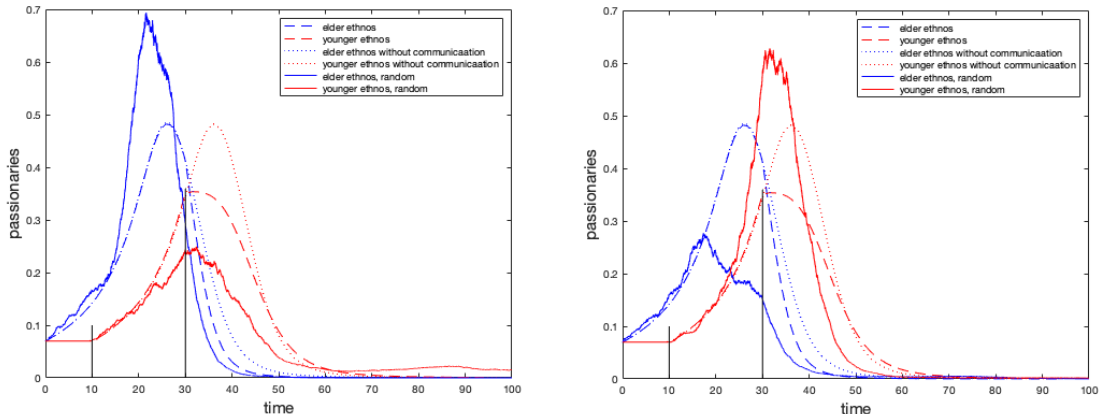 0.7
0.6
0.5
0.4
0.3
0.2
0.1
0
passionaries
0 10 20 30 40 50 60 70 80 90 100
time
elder ethnos
younger ethnos
elder ethnos without communicaation
younger ethnos without communicaation
elder ethnos, random
younger ethnos, random
0.7
0.6
0.5
0.4
0.3
0.2
0.1
0
passionaries
0 10 20 30 40 50 60 70 80 90 100
time
elder ethnos
younger ethnos
elder ethnos without communicaation
younger ethnos without communicaation
elder ethnos, random
younger ethnos, random